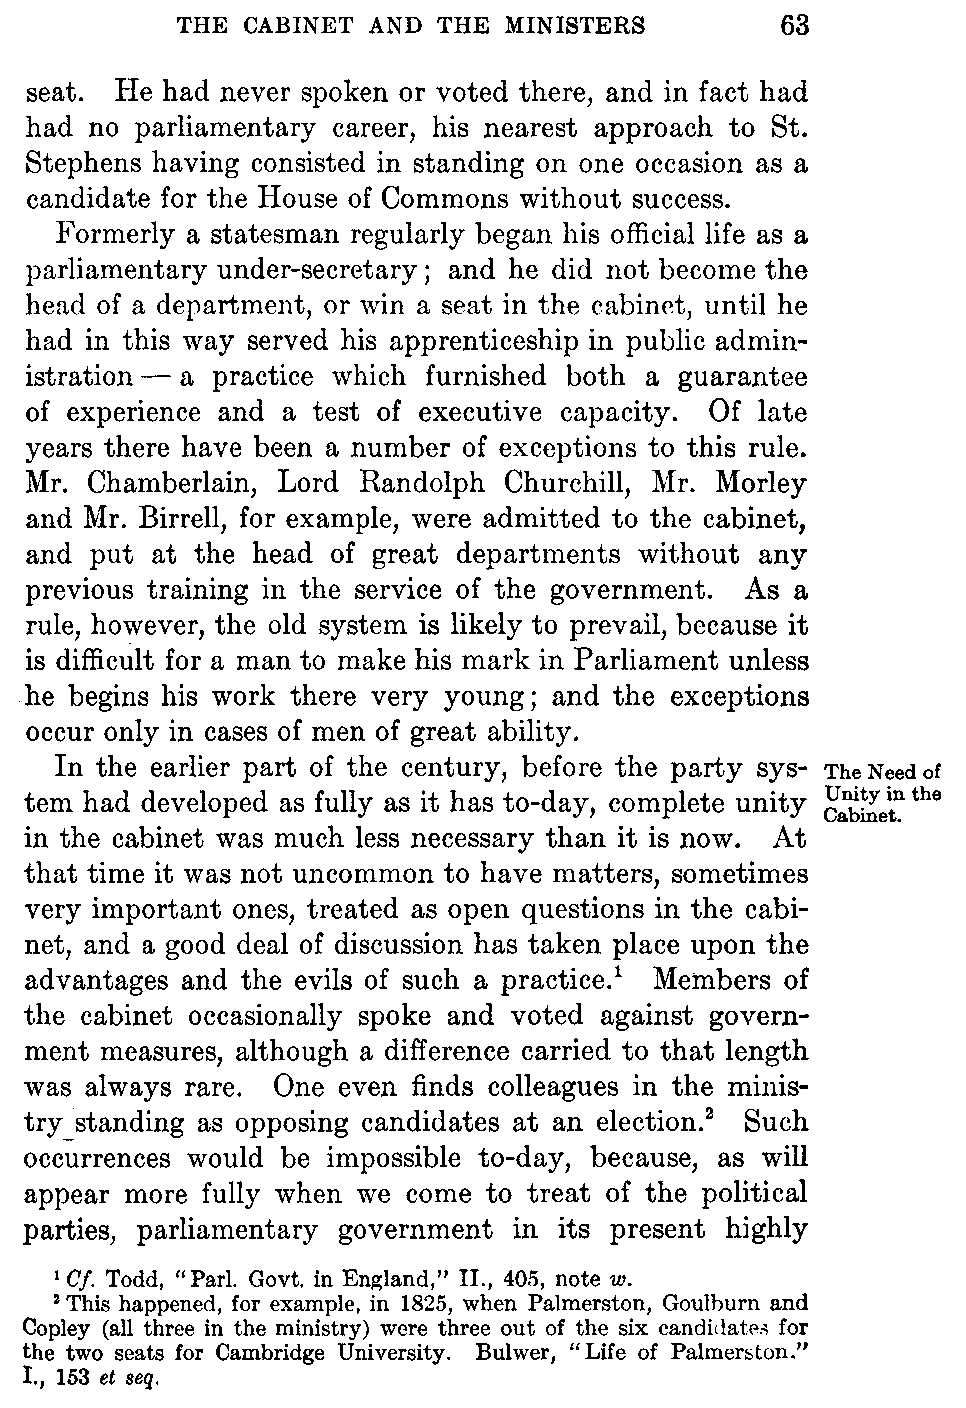 THE CABINET AND THE MINISTERS 63
seat. He had never spoken or voted there, and in fact had
had no parliamentary career, his nearest approach to St.
Stephens having consisted in standing on one occasion as a
candidate for the House of Commons without success.
Formerly a statesman regularly began his official life as a
parliamentary under-secretary; and he did not become the
head of a department, or win a seat in the cabinet, until he
had in this way served his apprenticeship in public admin-
istration — a practice which furnished both a guarantee
of experience and a test of executive capacity. Of late
years there have been a number of exceptions to this rule.
Mr. Chamberlain, Lord Randolph Churchill, Mr. Morley
and Mr. Birrell, for example, were admitted to the cabinet,
and put at the head of great departments without any
previous training in the service of the government. As a
rule, however, the old system is likely to prevail, because it
is difficult for a man to make his mark in Parliament unless
he begins his work there very young; and the exceptions
occur only in cases of men of great ability.
In the earlier part of the century, before the party sys-
tem had developed as fully as it has to-day, complete unity
in the cabinet was much less necessary than it is now. At
that time it was not uncommon to have matters, sometimes
very important ones, treated as open questions in the cabi-
net, and a good deal of discussion has taken place upon the
advantages and the evils of such a practice.¹ Members of
the cabinet occasionally spoke and voted against govern-
ment measures, although a difference carried to that length
was always rare. One even finds colleagues in the minis-
try standing as opposing candidates at an election.² Such
occurrences would be impossible to-day, because, as will
appear more fully when we come to treat of the political
parties, parliamentary government in its present highly
The Need of
Unity in the
Cabinet.
¹ Cf. Todd, "Parl. Govt. in England," II., 405, note w.
² This happened, for example, in 1825, when Palmerston, Goulburn and
Copley (all three in the ministry) were three out of the six candidates for
the two seats for Cambridge University. Bulwer, "Life of Palmerston."
I., 153 et seq.